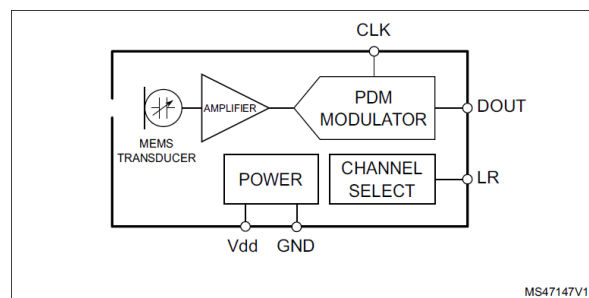 CLK
AMPLIFIER
PDM
MODULATOR
DOUT
MEMS
TRANSDUCER
POWER
CHANNEL
SELECT
LR
Vdd
GND
MS47147V1